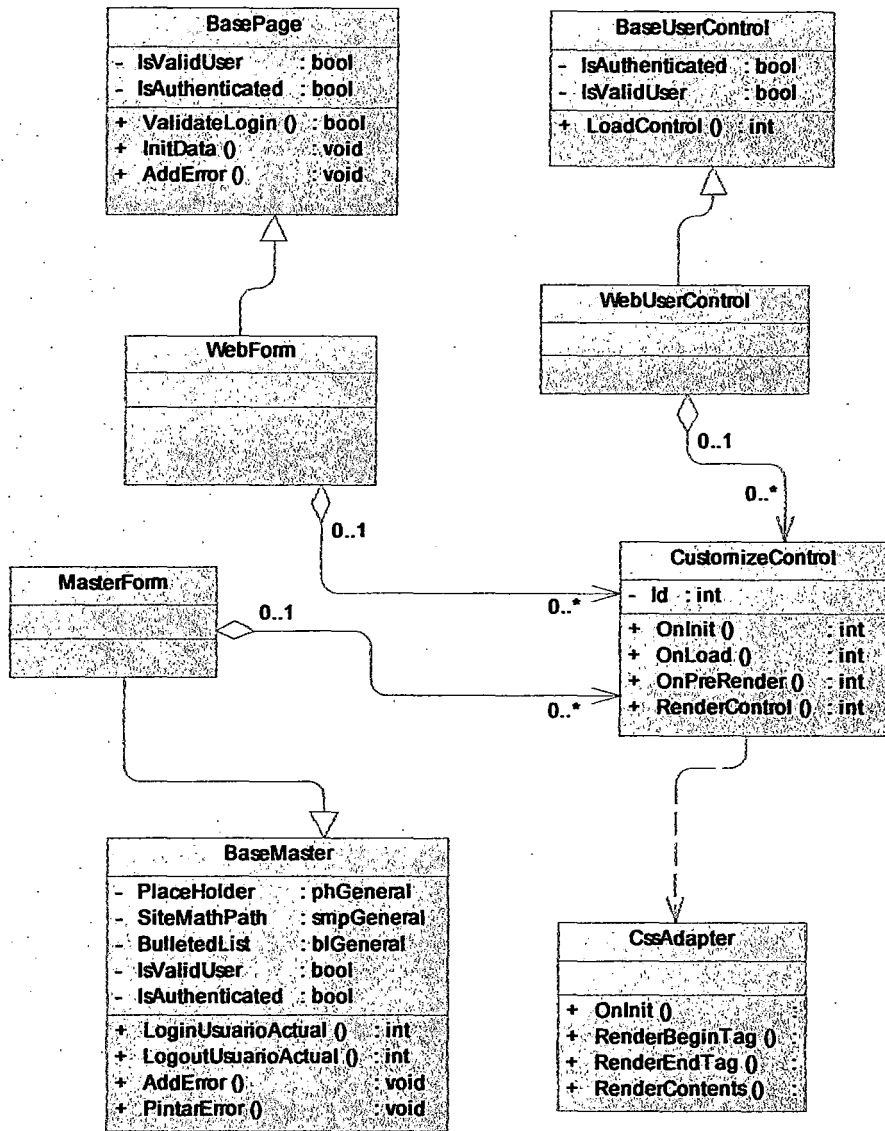 BasePage
- IsValidUser : bool
- IsAuthenticated : bool
+ ValidateLogin () : bool
+ InitData () : void
+ AddError () : void
BaseUserControl
- IsAuthenticated : bool
- IsValidUser : bool
+ LoadControl () : int
WebForm
WebUserControl
0..1
0..*
0..1
0..*
MasterForm
0..1
0..*
CustomizeControl
- Id : int
+ OnInit () : int
+ OnLoad () : int
+ OnPreRender () : int
+ RenderControl () : int
BaseMaster
- PlaceHolder : phGeneral
- SiteMathPath : smpGeneral
- BulletedList : blGeneral
- IsValidUser : bool
- IsAuthenticated : bool
+ LoginUsuarioActual () : int
+ LogoutUsuarioActual () : int
+ AddError () : void
+ PintarError () : void
CssAdapter
+ OnInit () :
+ RenderBeginTag () :
+ RenderEndTag () :
+ RenderContents () :